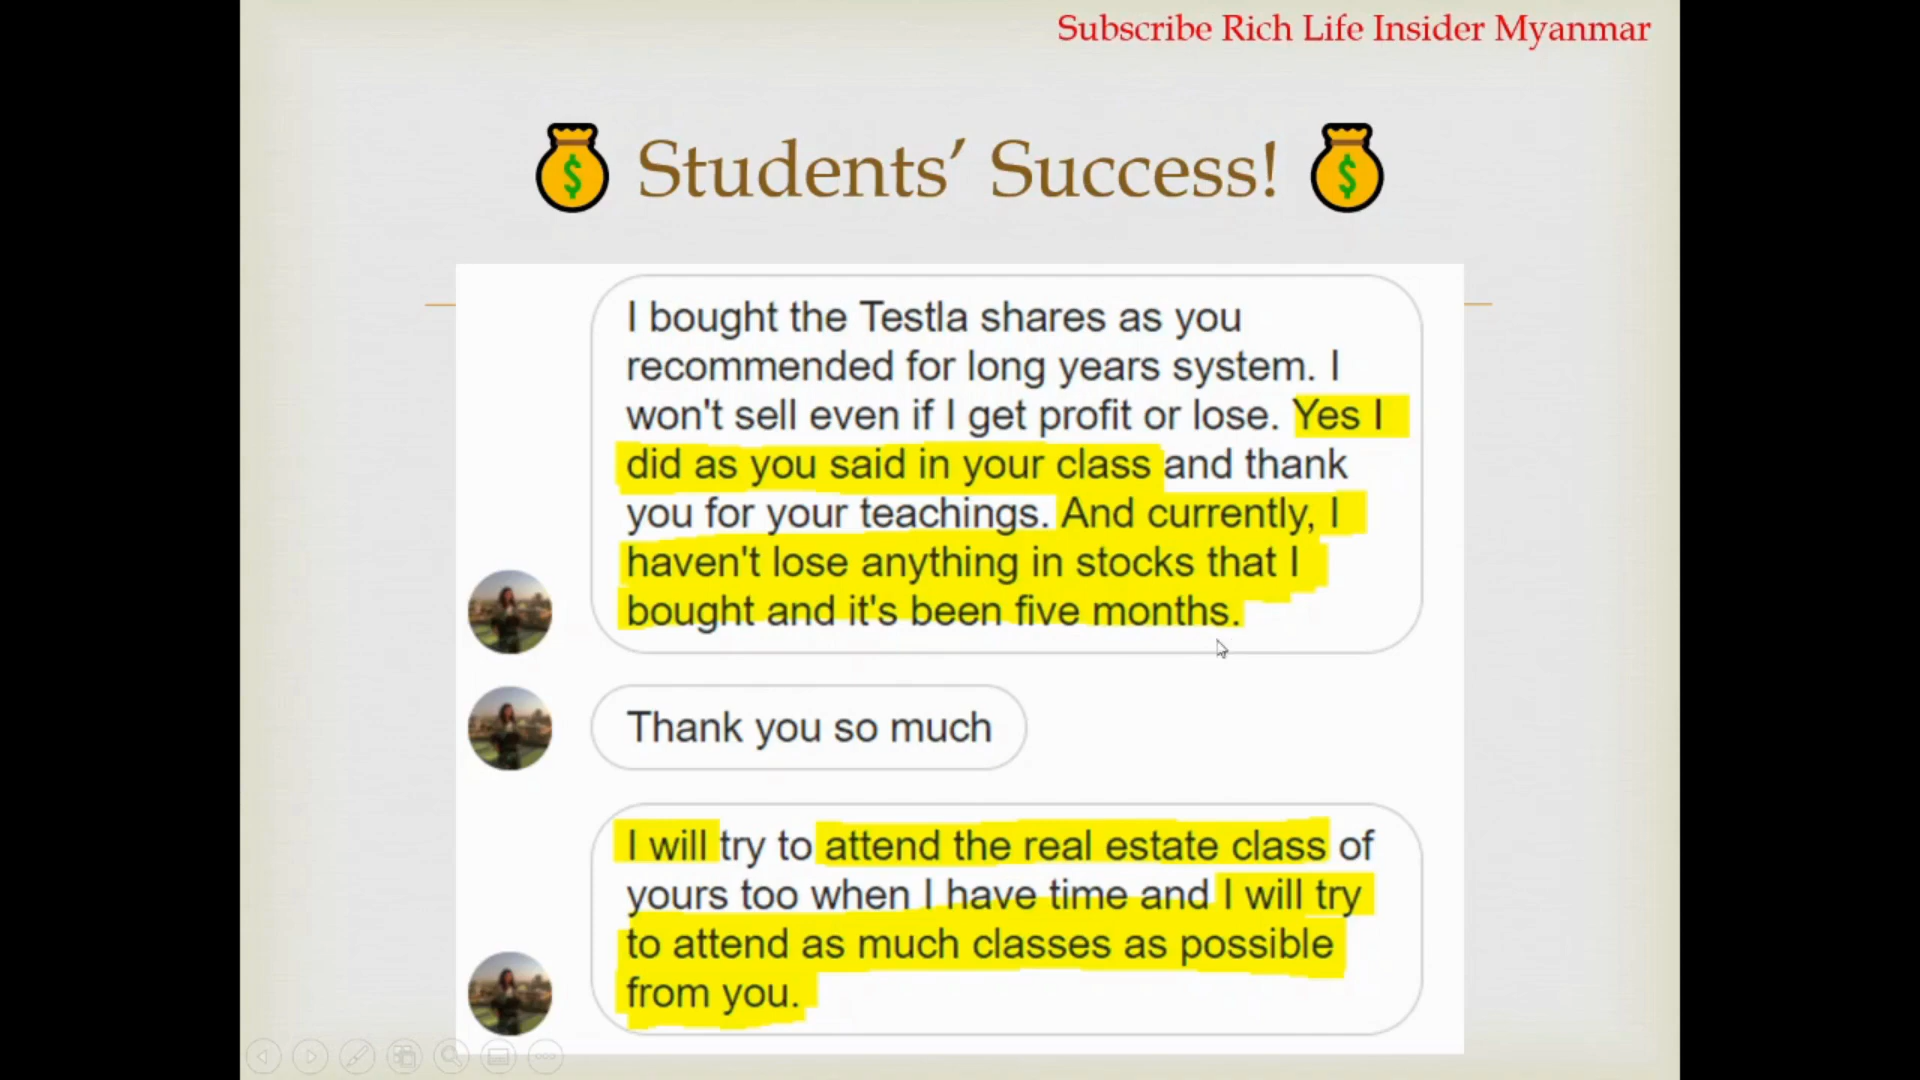 Subscribe Rich Life Insider Myanmar
Students’ Success!
I bought the Testla shares as you
recommended for long years system. I
won't sell even if I get profit or lose. Yes I
did as you said in your class and thank
you for your teachings. And currently, I
haven't lose anything in stocks that I
bought and it's been five months.
Thank you so much
I will try to attend the real estate class of
yours too when I have time and I will try
to attend as much classes as possible
from you.